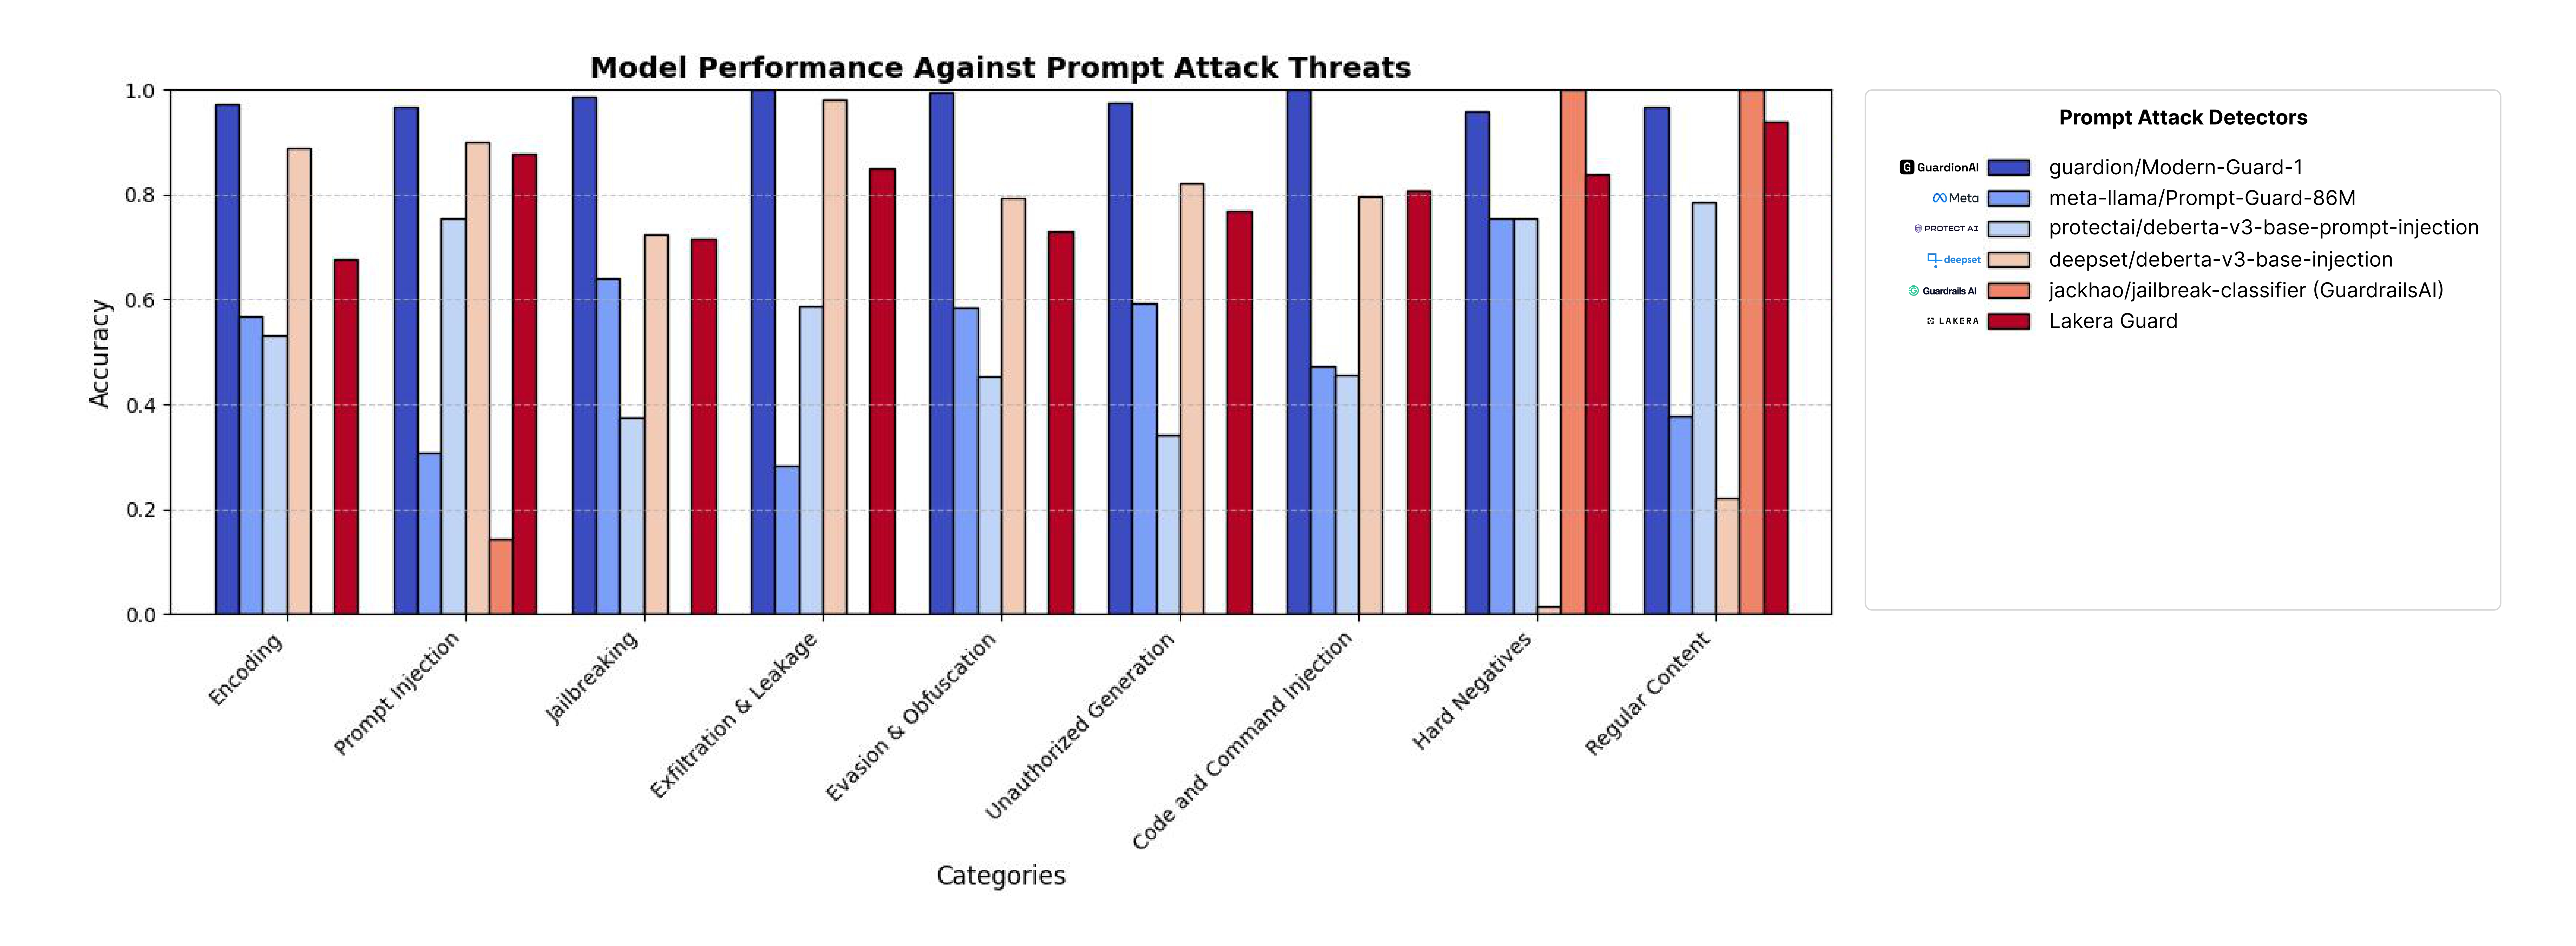 Model Performance Against Prompt Attack Threats
1.0
0.8
0.6
0.4
0.2
0.0
Accuracy
Encoding
Prompt Injection
Jailbreaking
Exfiltration & Leakage
Evasion & Obfuscation
Unauthorized Generation
Code and Command Injection
Hard Negatives
Regular Content
Categories
Prompt Attack Detectors
G GuardionAI guardion/Modern-Guard-1
Meta meta-llama/Prompt-Guard-86M
PROTECT AI protectai/deberta-v3-base-prompt-injection
deepset deepset/deberta-v3-base-injection
Guardrails AI jackhao/jailbreak-classifier (GuardrailsAI)
LAKERA Lakera Guard